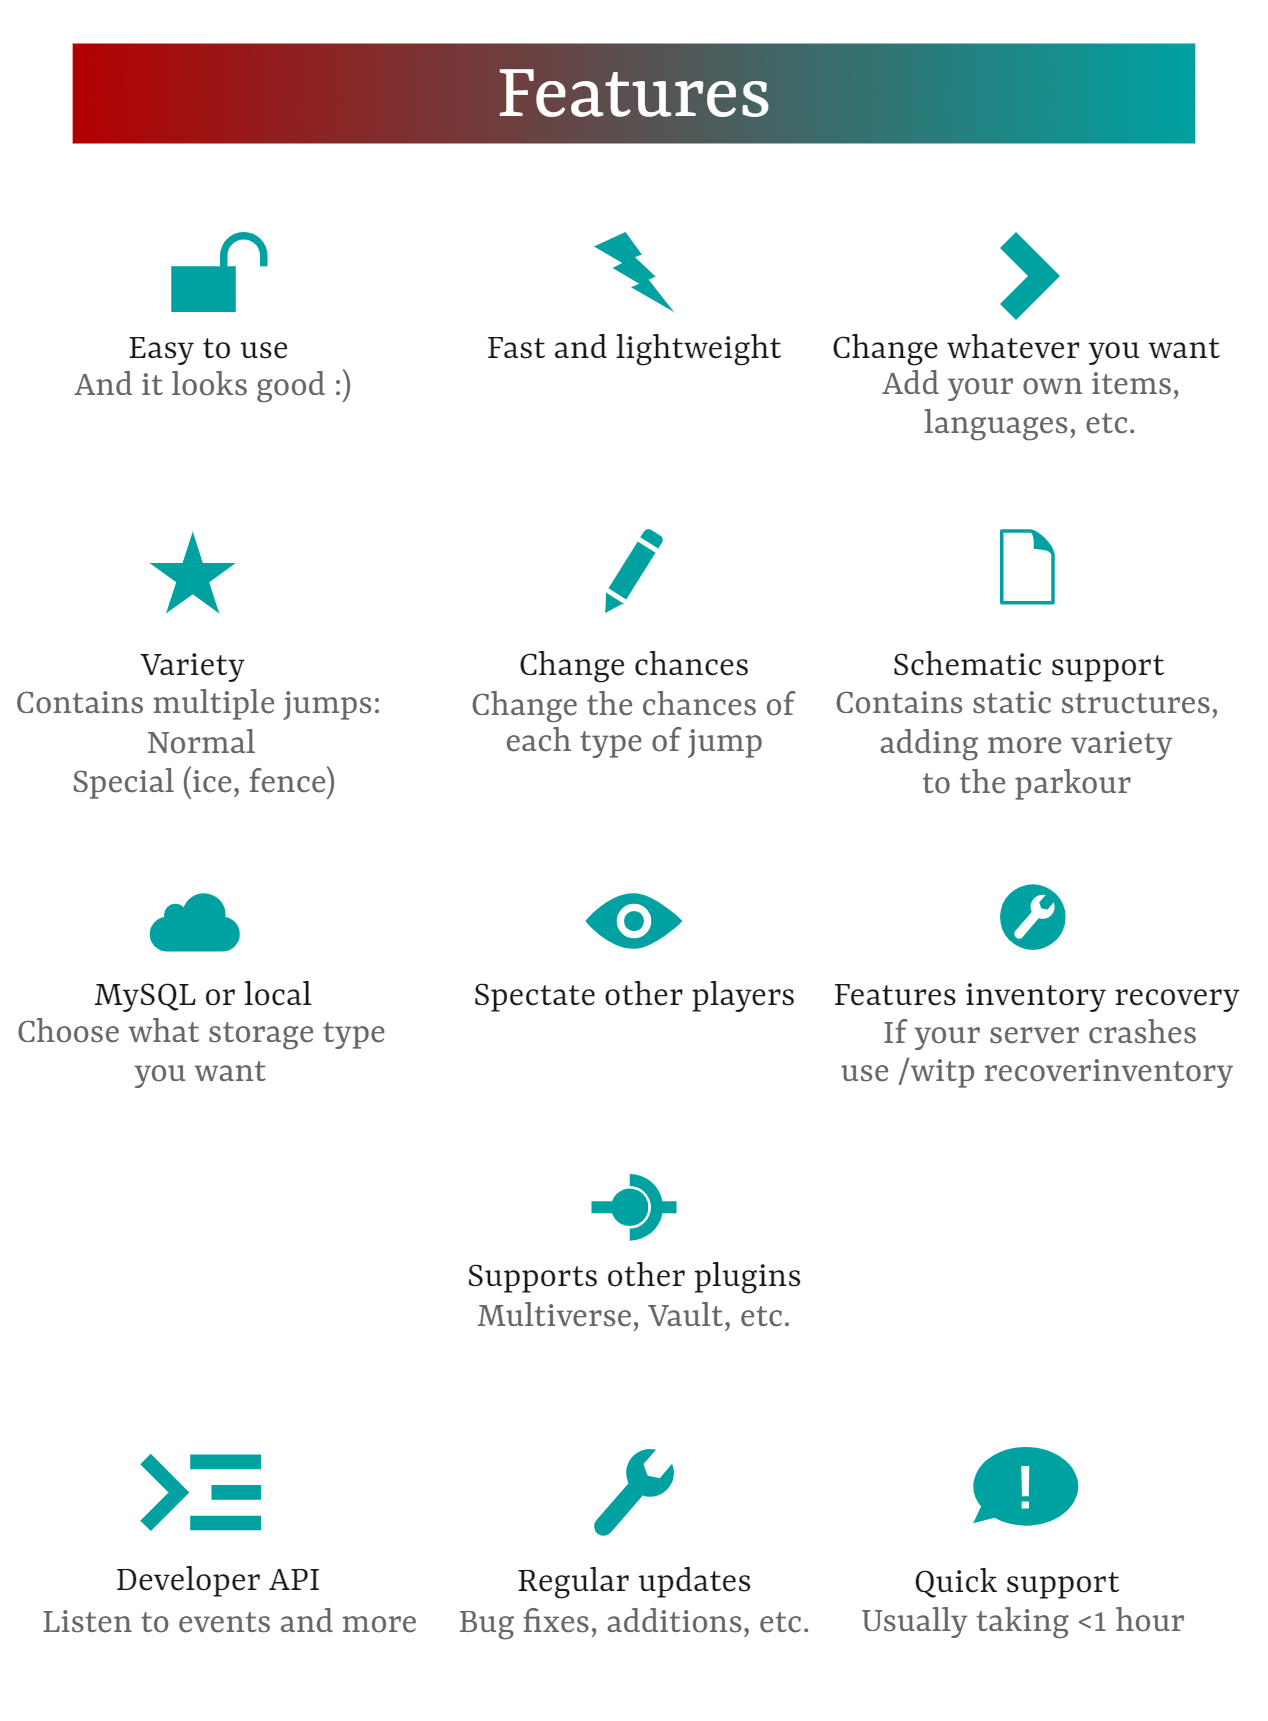 Features
Easy to use
And it looks good :)
Fast and lightweight
Change whatever you want
Add your own items,
languages, etc.
Variety
Contains multiple jumps:
Normal
Special (ice, fence)
Change chances
Change the chances of
each type of jump
Schematic support
Contains static structures,
adding more variety
to the parkour
MySQL or local
Choose what storage type
you want
Spectate other players
Features inventory recovery
If your server crashes
use /witp recoverinventory
Supports other plugins
Multiverse, Vault, etc.
Developer API
Listen to events and more
Regular updates
Bug fixes, additions, etc.
!
Quick support
Usually taking <1 hour